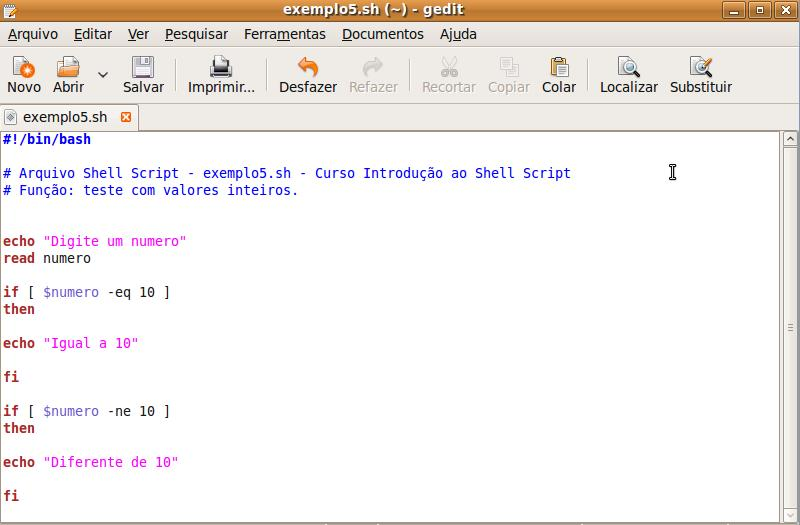 exemplo5.sh (~) - gedit
Arquivo Editar Ver Pesquisar Ferramentas Documentos Ajuda
Novo Abrir Salvar Imprimir... Desfazer Refazer Recortar Copiar Colar Localizar Substituir
exemplo5.sh
#!/bin/bash
# Arquivo Shell Script - exemplo5.sh - Curso Introdução ao Shell Script
# Função: teste com valores inteiros.
echo "Digite um numero"
read numero
if [ $numero -eq 10 ]
then
echo "Igual a 10"
fi
if [ $numero -ne 10 ]
then
echo "Diferente de 10"
fi